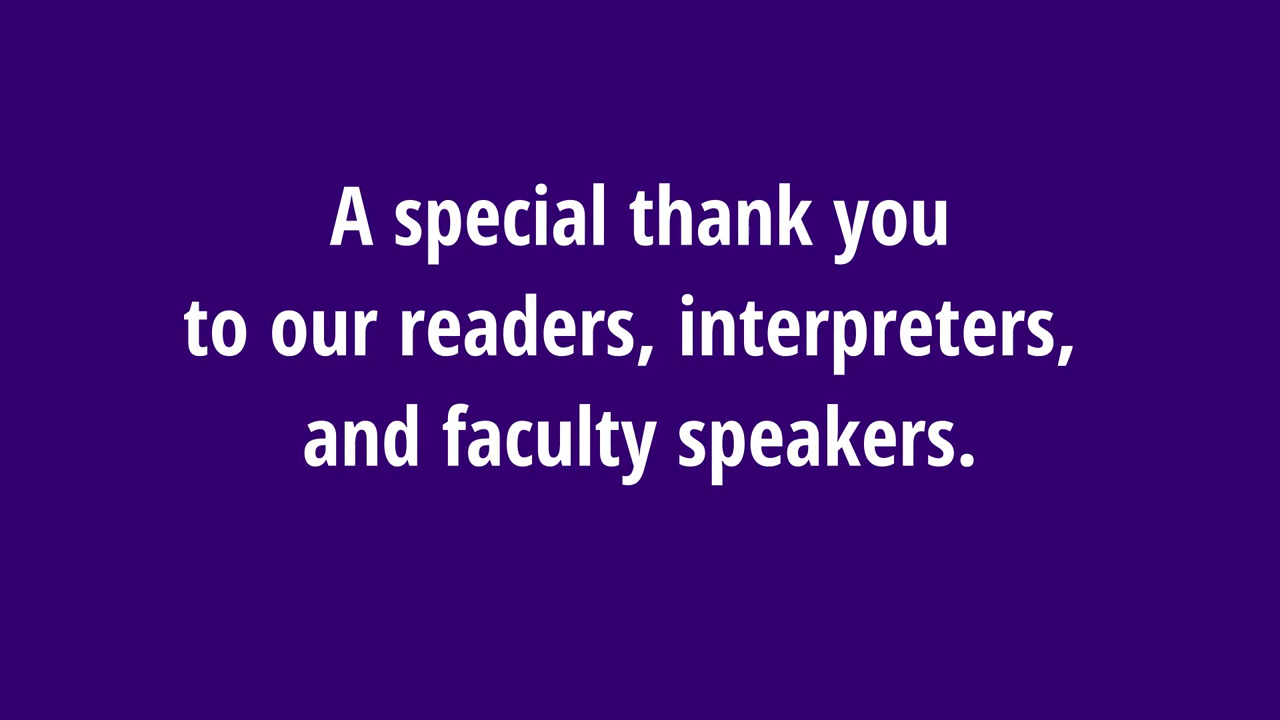 A special thank you
to our readers, interpreters,
and faculty speakers.